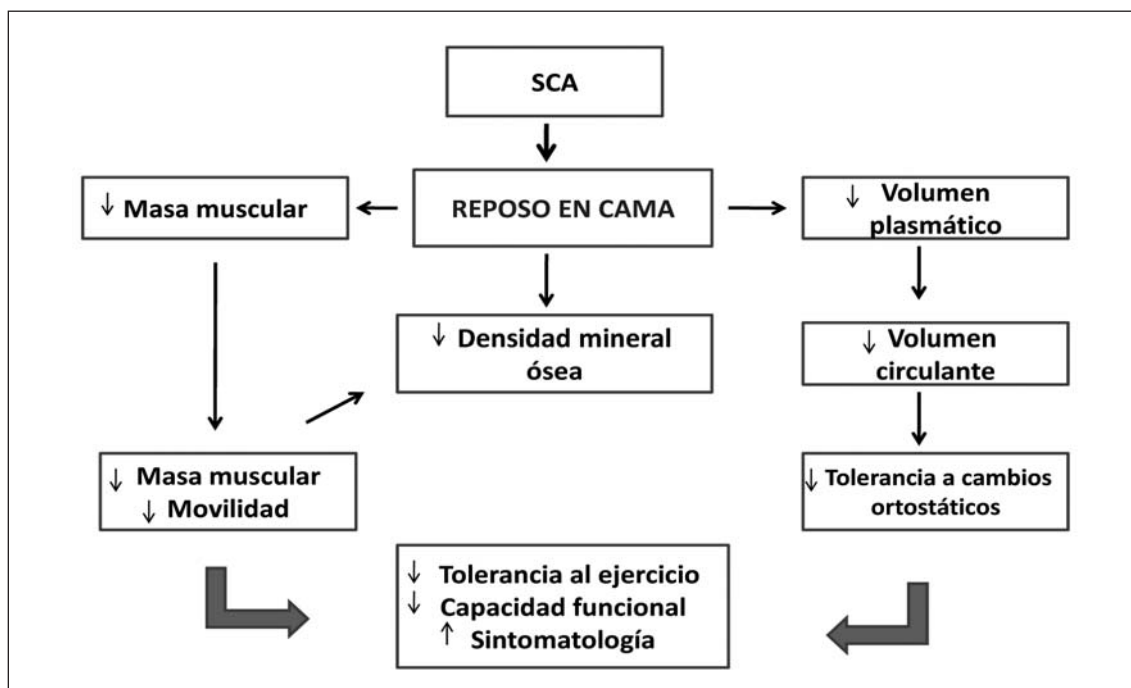 SCA
↓ Masa muscular
REPOSO EN CAMA
↓ Volumen
plasmático
↓ Densidad mineral
ósea
↓ Volumen
circulante
↓ Masa muscular
↓ Movilidad
↓ Tolerancia a cambios
ortostáticos
↓ Tolerancia al ejercicio
↓ Capacidad funcional
↑ Sintomatología